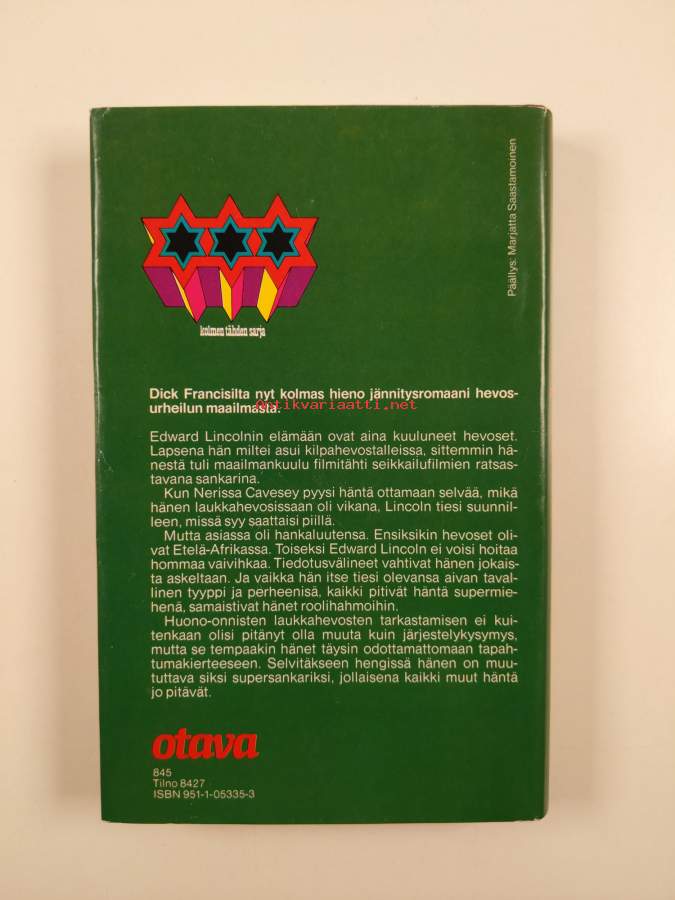 Päällys: Marjatta Saastamoinen
kolmen tähden sarja
Dick Francisilta nyt kolmas hieno jännitysromaani hevos-
urheilun maailmasta.
antikvariaatti.net
Edward Lincolnin elämään ovat aina kuuluneet hevoset.
Lapsena hän miltei asui kilpahevostalleissa, sittemmin hä-
nestä tuli maailmankuulu filmitähti seikkailufilmien ratsas-
tavana sankarina.
Kun Nerissa Cavesey pyysi häntä ottamaan selvää, mikä
hänen laukkahevosissaan oli vikana, Lincoln tiesi suunnil-
leen, missä syy saattaisi piillä.
Mutta asiassa oli hankaluutensa. Ensiksikin hevoset oli-
vat Etelä-Afrikassa. Toiseksi Edward Lincoln ei voisi hoitaa
hommaa vaivihkaa. Tiedotusvälineet vahtivat hänen jokais-
ta askeltaan. Ja vaikka hän itse tiesi olevansa aivan taval-
linen tyyppi ja perheenisä, kaikki pitivät häntä supermie-
henä, samaistivat hänet roolihahmoihin.
Huono-onnisten laukkahevosten tarkastamisen ei kui-
tenkaan olisi pitänyt olla muuta kuin järjestelykysymys,
mutta se tempaakin hänet täysin odottamattomaan tapah-
tumakierteeseen. Selvitäkseen hengissä hänen on muu-
tuttava siksi supersankariksi, jollaisena kaikki muut häntä
jo pitävät.
otava
845
Tilno 8427
ISBN 951-1-05335-3